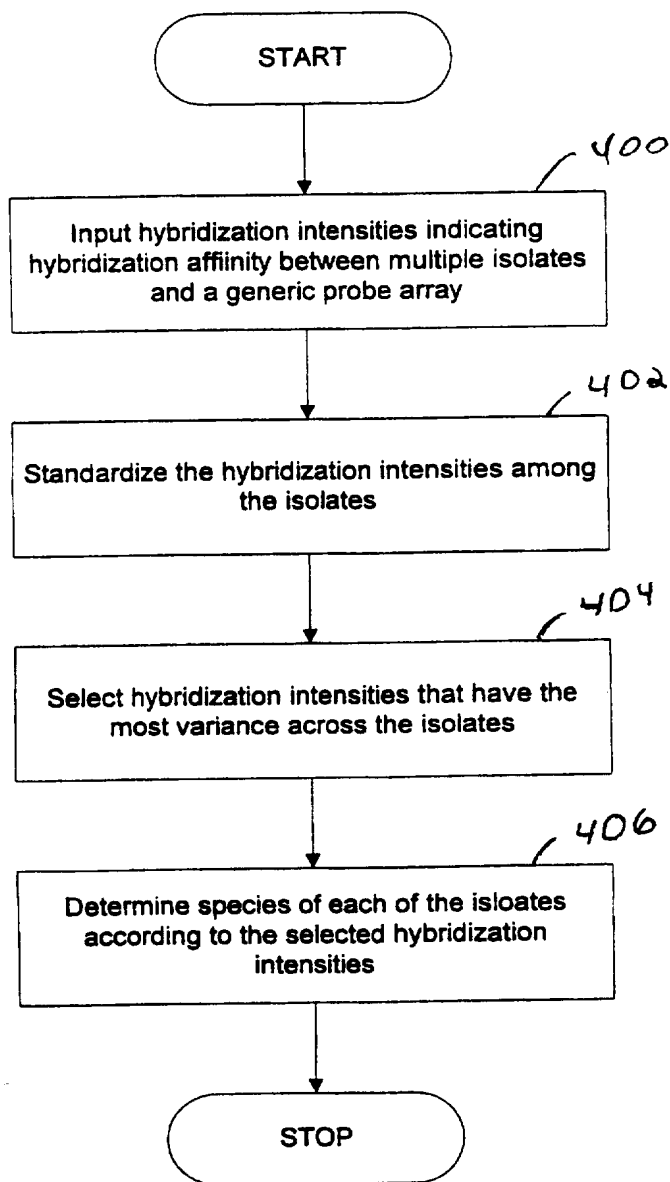 START
400
Input hybridization intensities indicating
hybridization affiinity between multiple isolates
and a generic probe array
402
Standardize the hybridization intensities among
the isolates
404
Select hybridization intensities that have the
most variance across the isolates
406
Determine species of each of the isloates
according to the selected hybridization
intensities
STOP